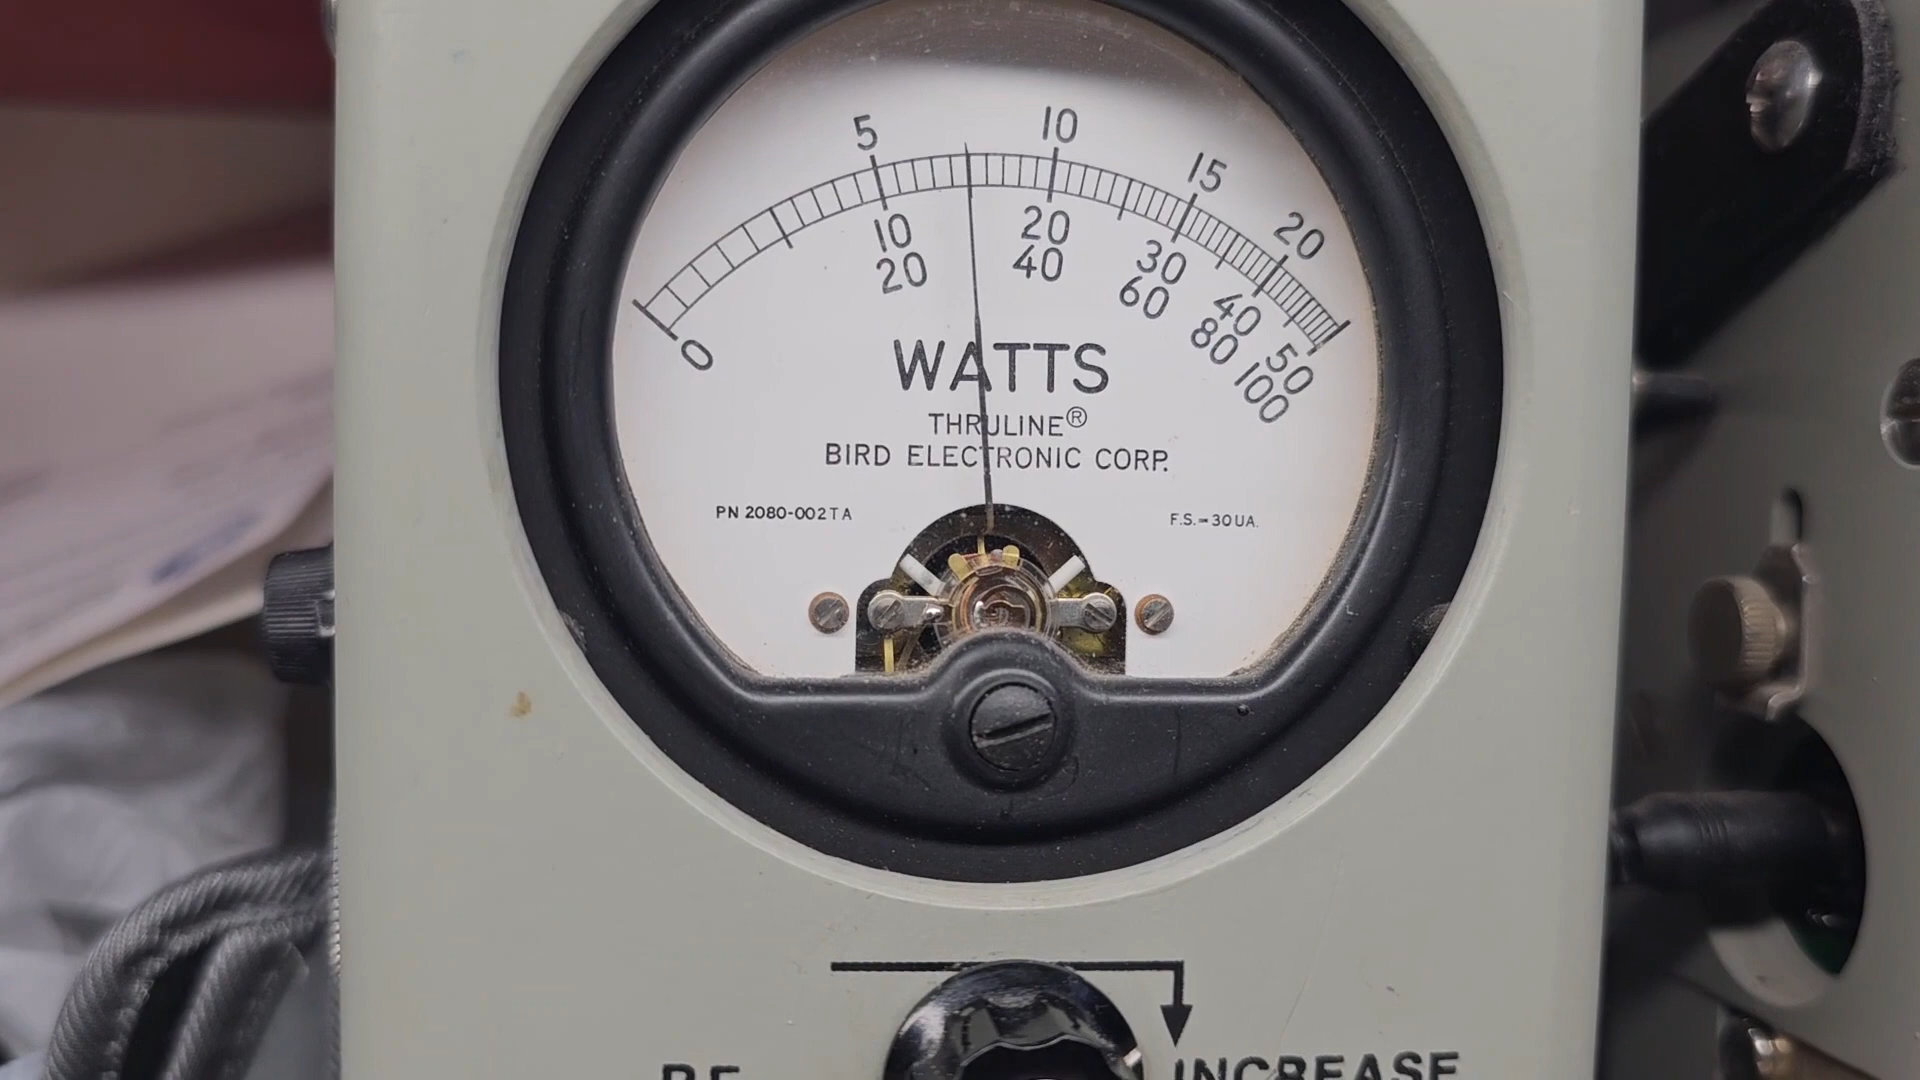 5 10 15 20
0 10 20 30 40 50
20 40 60 80 100
WATTS
THRULINE®
BIRD ELECTRONIC CORP.
PN 2080-002TA F.S.=30UA.
INCREASE